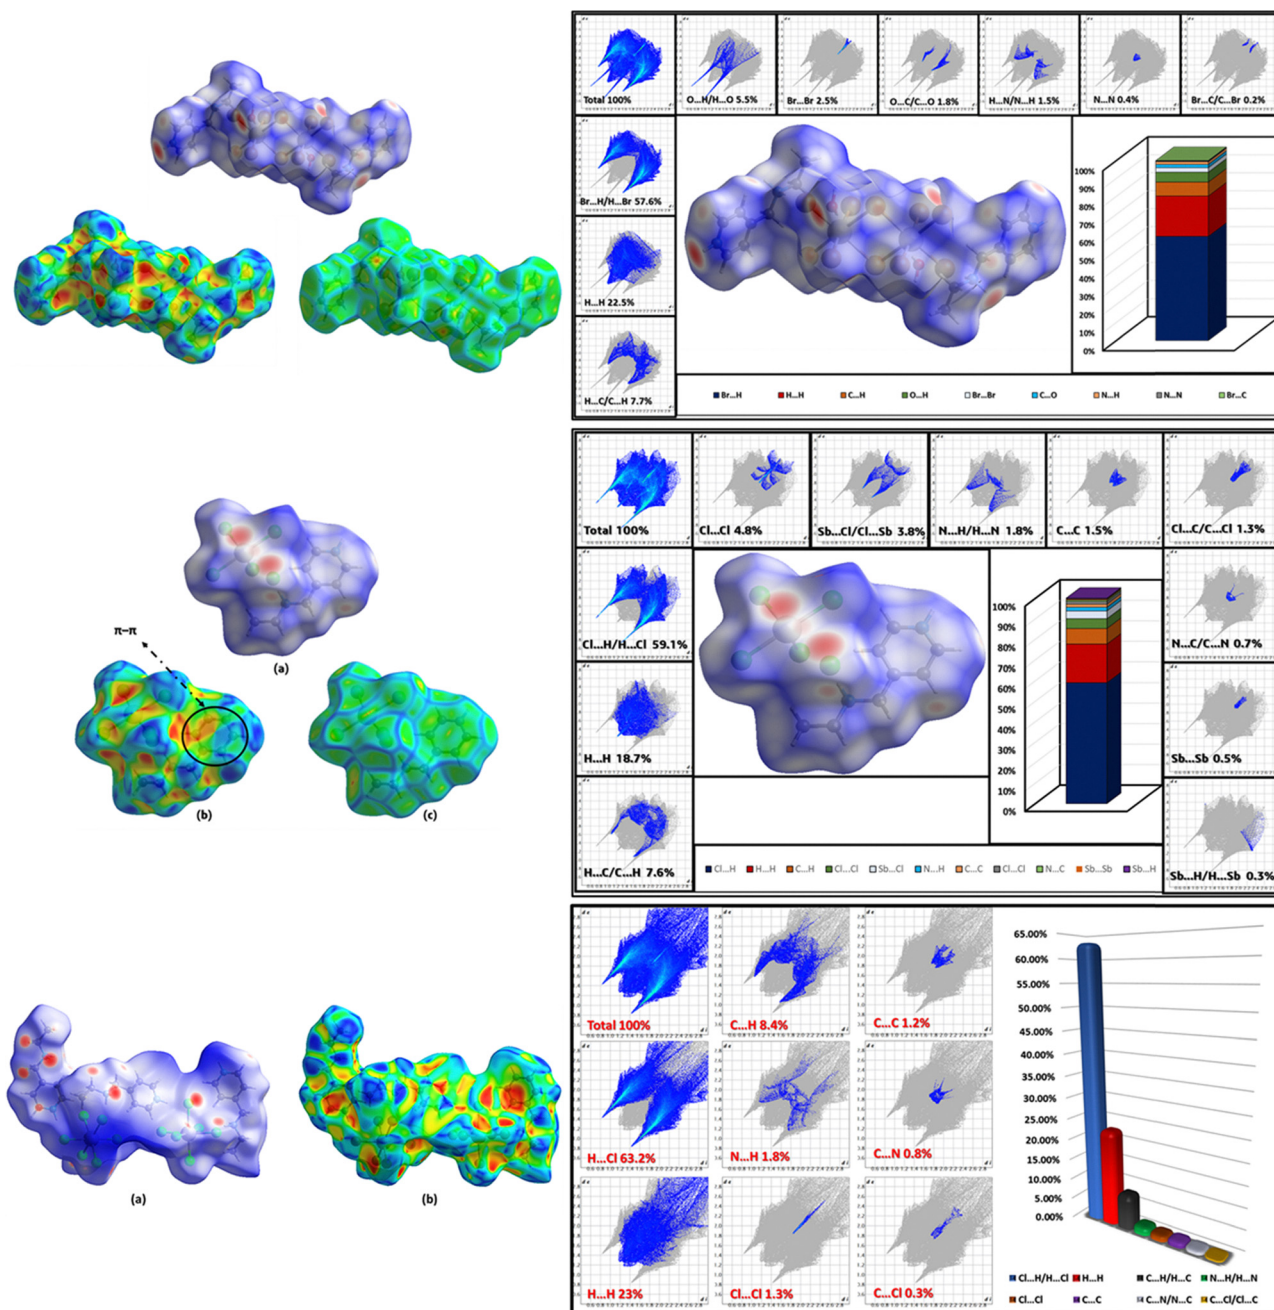 Total 100%
O...H/H...O 5.5%
Br...Br 2.5%
O...C/C...O 1.8%
H...N/N...H 1.5%
N...N 0.4%
Br...C/C...Br 0.2%
Br...H/H...Br 57.6%
H...H 22.5%
H...C/C...H 7.7%
100%
90%
80%
70%
60%
50%
40%
30%
20%
10%
0%
Br...H H...H C...H O...H Br...Br C...O N...H N...N Br...C
π–π
(a)
(b)
(c)
Total 100%
Cl...Cl 4.8%
Sb...Cl/Cl...Sb 3.8%
N...H/H...N 1.8%
C...C 1.5%
Cl...C/C...Cl 1.3%
Cl...H/H...Cl 59.1%
N...C/C...N 0.7%
H...H 18.7%
Sb...Sb 0.5%
H...C/C...H 7.6%
Sb...H/H...Sb 0.3%
100%
90%
80%
70%
60%
50%
40%
30%
20%
10%
0%
Cl...H H...H C...H Cl...Cl Sb...Cl N...H C...C Cl...Cl N...C Sb...Sb Sb...H
(a)
(b)
Total 100%
C...H 8.4%
C...C 1.2%
H...Cl 63.2%
N...H 1.8%
C...N 0.8%
H...H 23%
Cl...Cl 1.3%
C...Cl 0.3%
65.00%
60.00%
55.00%
50.00%
45.00%
40.00%
35.00%
30.00%
25.00%
20.00%
15.00%
10.00%
5.00%
0.00%
Cl...H/H...Cl H...H C...H/H...C N...H/H...N
Cl...Cl C...C C...N/N...C C...Cl/Cl...C